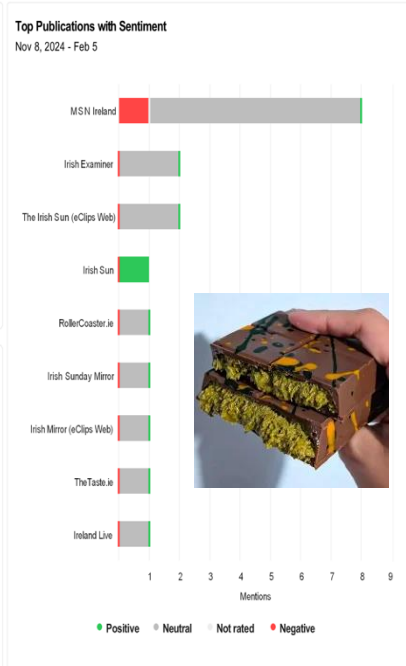 Top Publications with Sentiment
Nov 8, 2024 - Feb 5
MSN Ireland
Irish Examiner
The Irish Sun (eClips Web)
Irish Sun
RollerCoaster.ie
Irish Sunday Mirror
Irish Mirror (eClips Web)
TheTaste.ie
Ireland Live
1 2 3 4 5 6 7 8 9
Mentions
Positive Neutral Not rated Negative